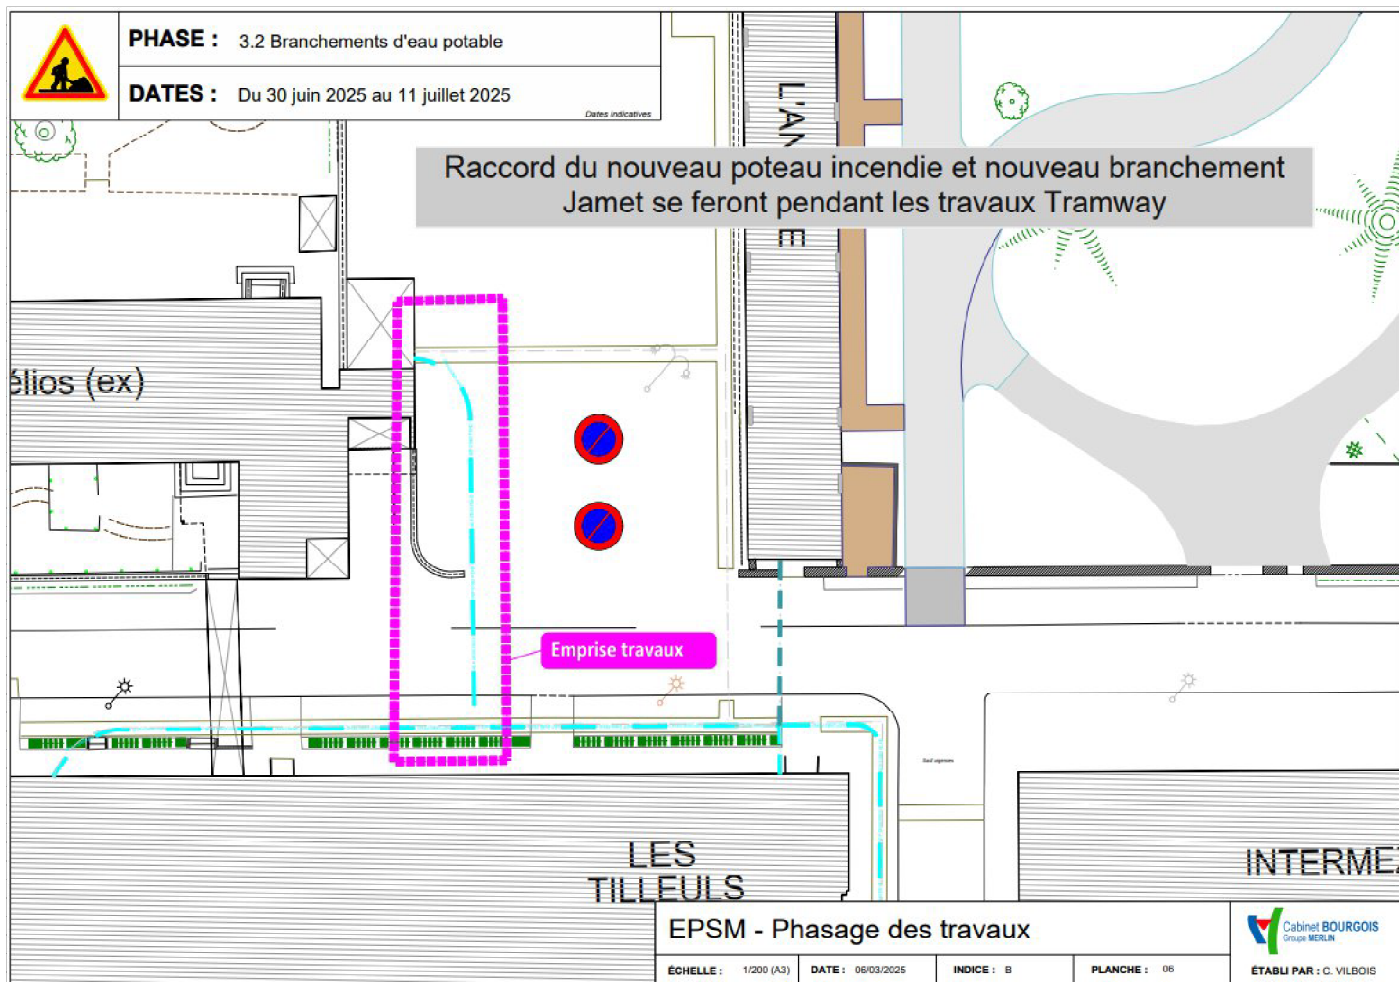 PHASE : 3.2 Branchements d'eau potable
DATES : Du 30 juin 2025 au 11 juillet 2025
Dates indicatives
Raccord du nouveau poteau incendie et nouveau branchement
Jamet se feront pendant les travaux Tramway
élios (ex)
Emprise travaux
LES
TILLEULS
EPSM - Phasage des travaux
ÉCHELLE : 1/200 (A3) DATE : 06/03/2025 INDICE : B PLANCHE : 06
Cabinet BOURGOIS
Groupe MERLIN
ÉTABLI PAR : C. VILBOIS